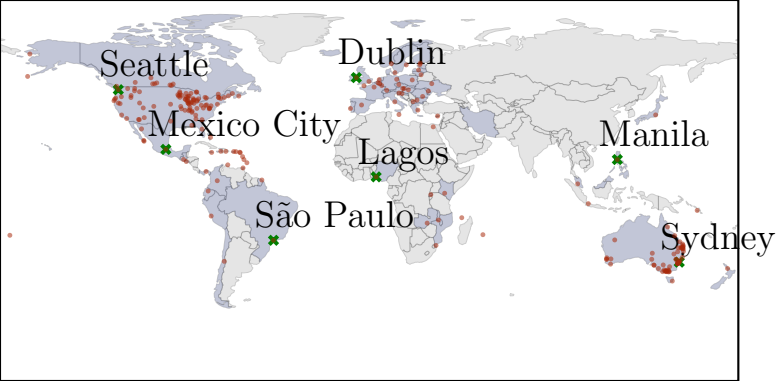 Dublin
Seattle
Mexico City
Manila
Lagos
São Paulo
Sydney